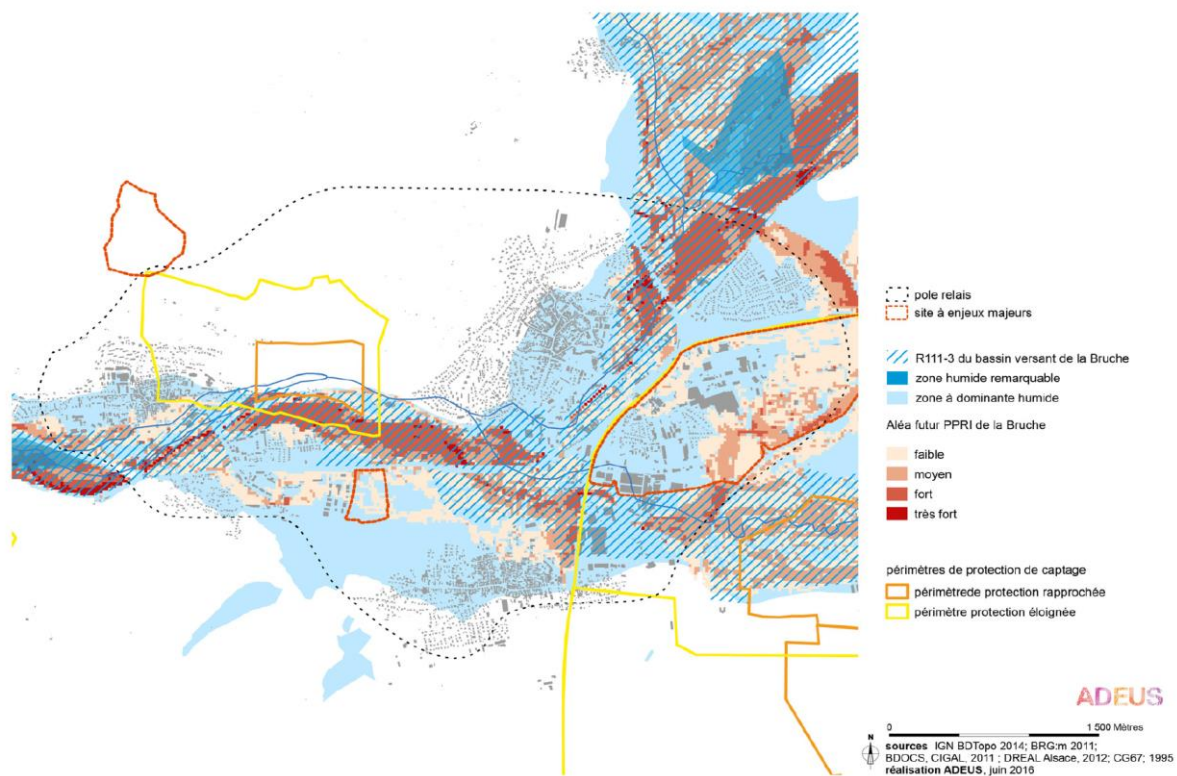 pole relais
site à enjeux majeurs
R111-3 du bassin versant de la Bruche
zone humide remarquable
zone à dominante humide
Aléa futur PPRI de la Bruche
faible
moyen
fort
très fort
périmètres de protection de captage
périmètrede protection rapprochée
périmètre protection éloignée
ADEUS
0 1 500 Mètres
N
sources IGN BDTopo 2014; BRG:m 2011;
BDOCS, CIGAL, 2011 ; DREAL Alsace, 2012; CG67; 1995
réalisation ADEUS, juin 2016